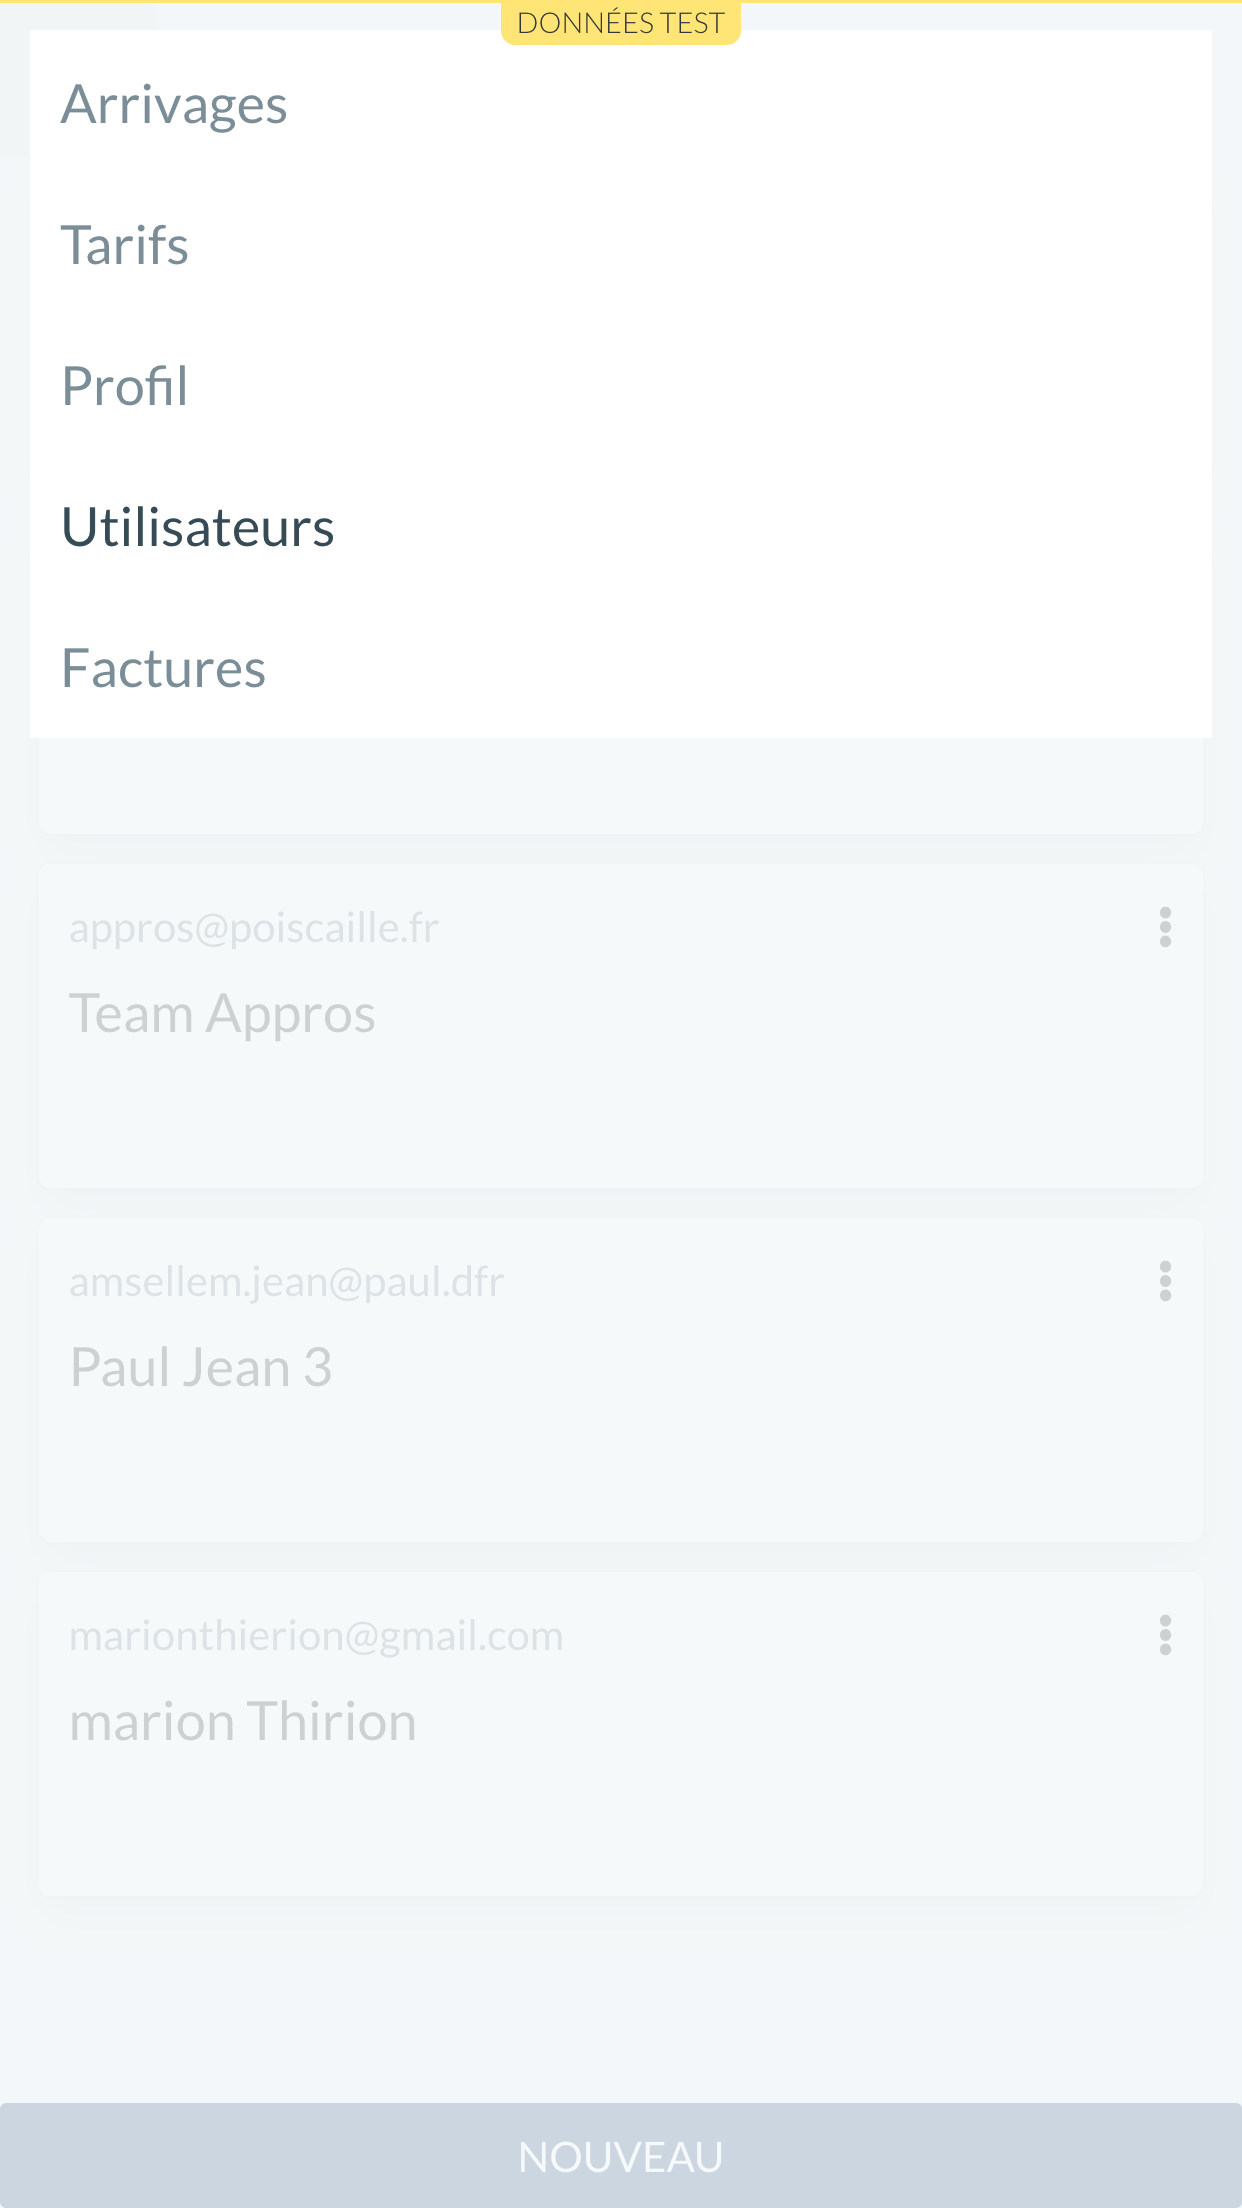 DONNÉES TEST
Arrivages
Tarifs
Profil
Utilisateurs
Factures
appros@poiscaille.fr
Team Appros
amsellem.jean@paul.dfr
Paul Jean 3
marionthierion@gmail.com
marion Thirion
NOUVEAU